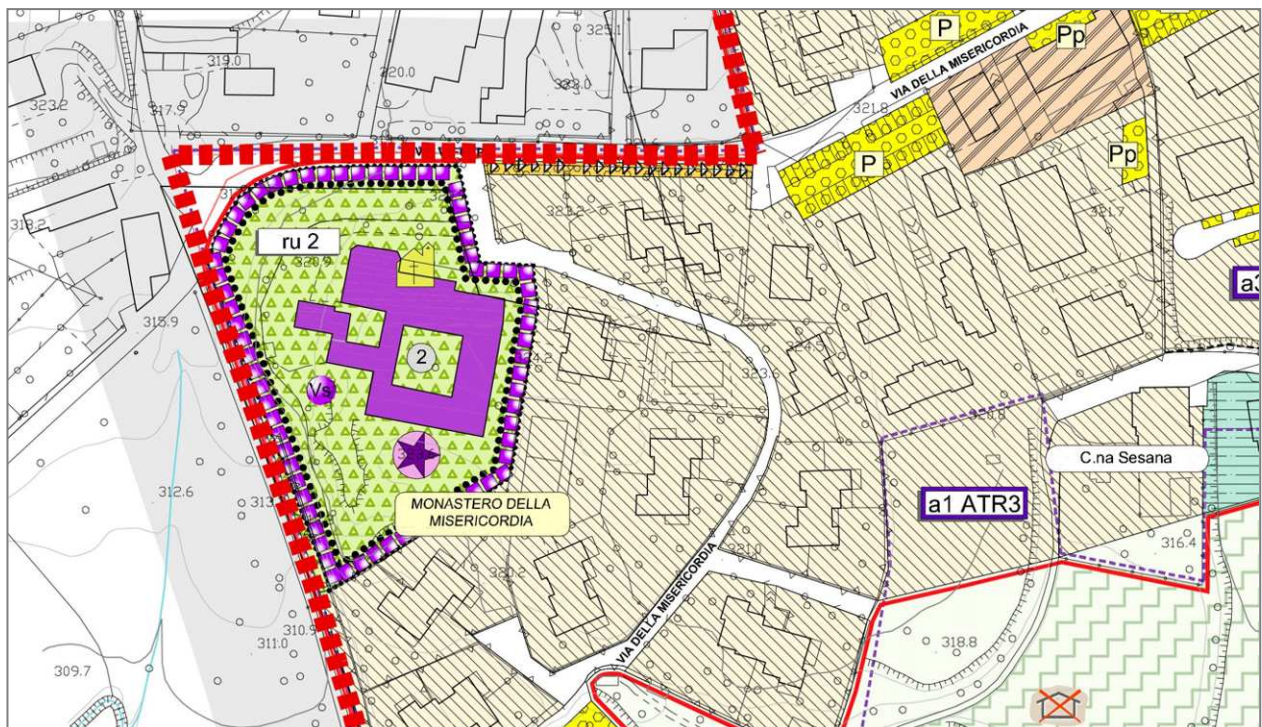 325.1
P
Pp
VIA DELLA MISERICORDIA
319.0
320.0
323.2
317.9
321.8
P
Pp
318.2
323.2
321.7
ru 2
320.9
a3
315.9
2
323.6
324.5
Vs
C.na Sesana
312.6
a1 ATR3
MONASTERO DELLA
MISERICORDIA
316.4
321.0
320.2
VIA DELLA MISERICORDIA
310.9
311.0
318.8
309.7